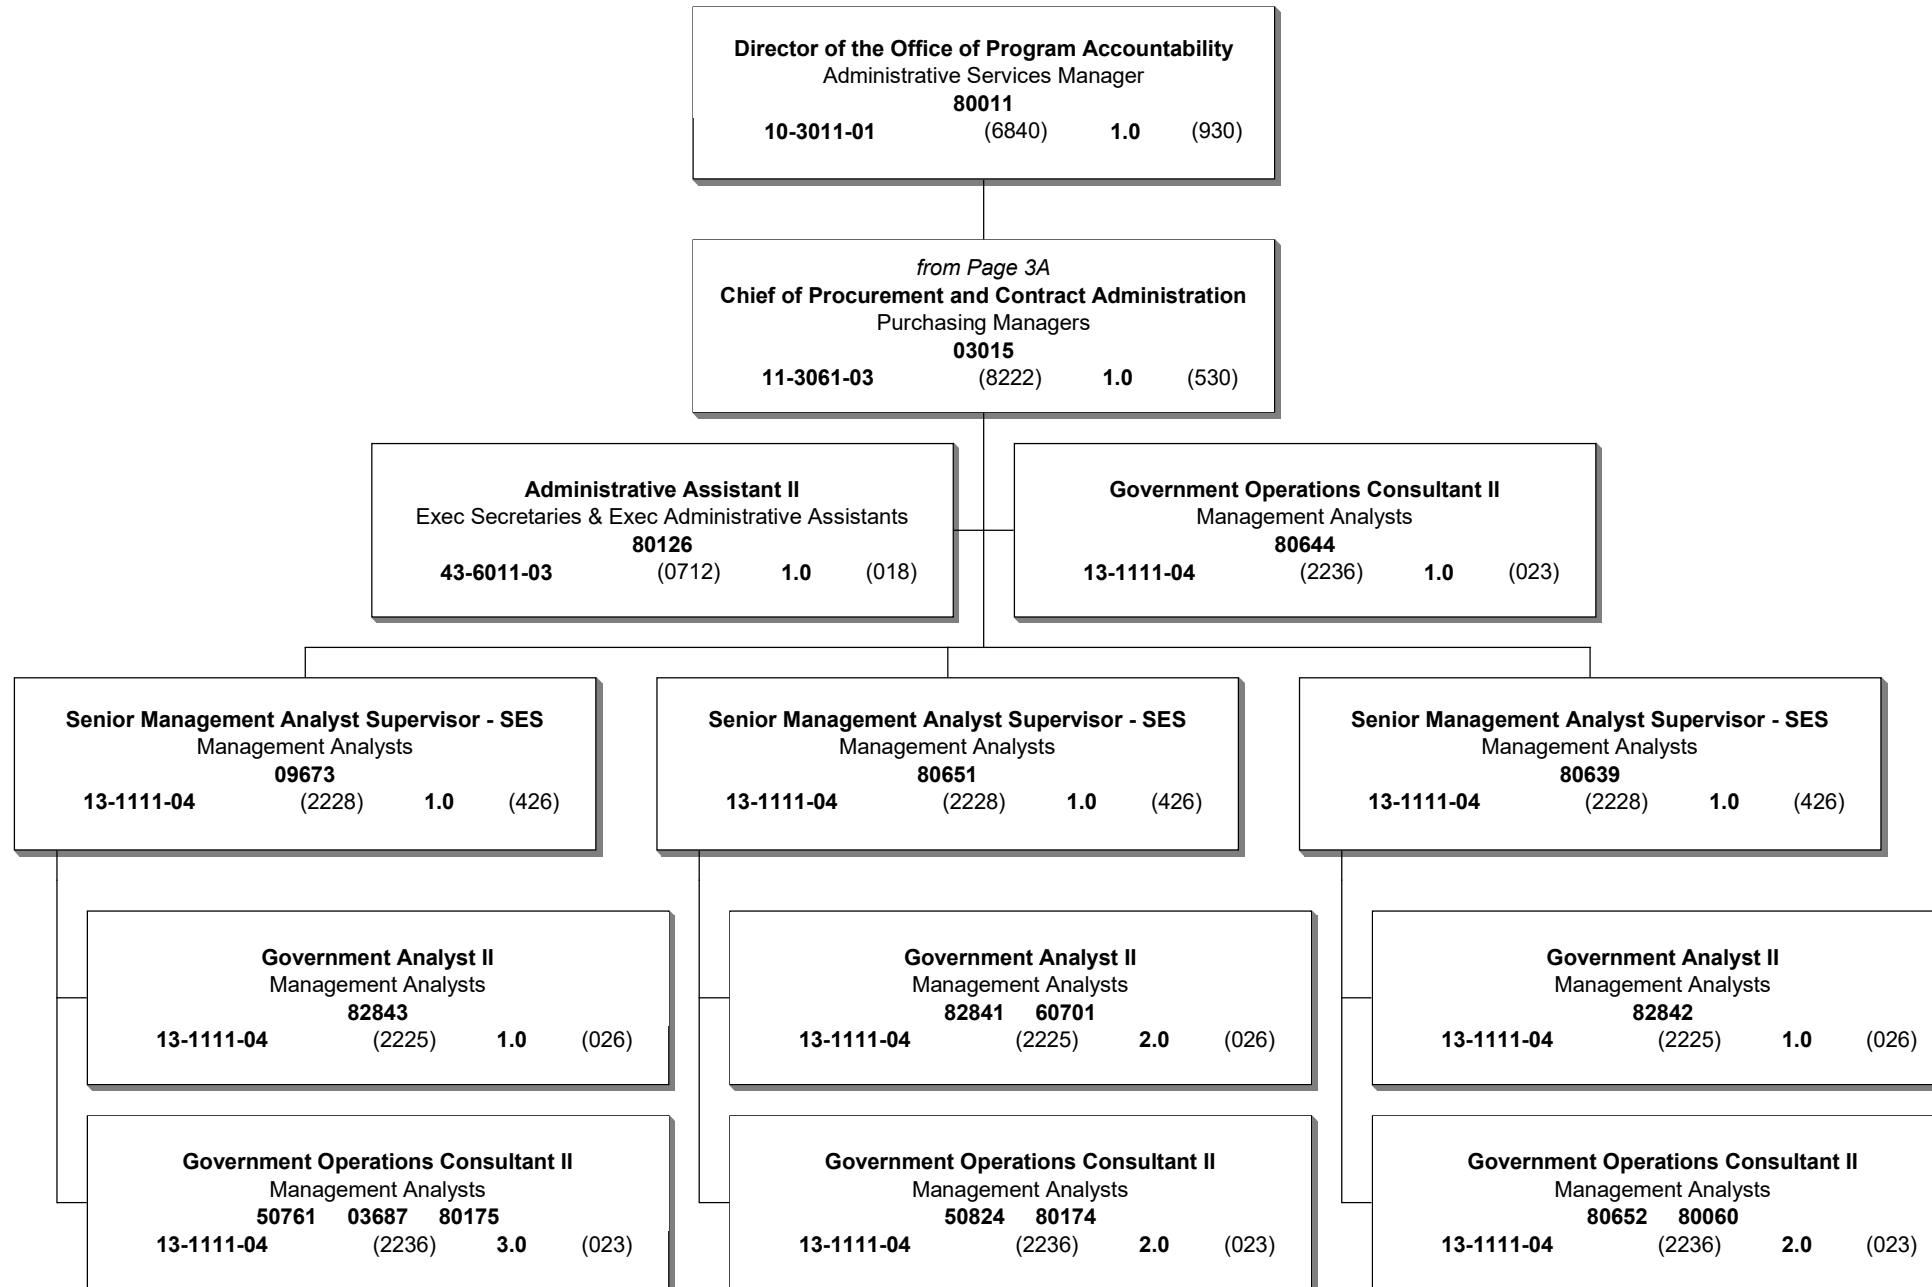 Director of the Office of Program Accountability
Administrative Services Manager
80011
10-3011-01 (6840) 1.0 (930)
from Page 3A
Chief of Procurement and Contract Administration
Purchasing Managers
03015
11-3061-03 (8222) 1.0 (530)
Administrative Assistant II
Exec Secretaries & Exec Administrative Assistants
80126
43-6011-03 (0712) 1.0 (018)
Government Operations Consultant II
Management Analysts
80644
13-1111-04 (2236) 1.0 (023)
Senior Management Analyst Supervisor - SES
Management Analysts
09673
13-1111-04 (2228) 1.0 (426)
Senior Management Analyst Supervisor - SES
Management Analysts
80651
13-1111-04 (2228) 1.0 (426)
Senior Management Analyst Supervisor - SES
Management Analysts
80639
13-1111-04 (2228) 1.0 (426)
Government Analyst II
Management Analysts
82843
13-1111-04 (2225) 1.0 (026)
Government Analyst II
Management Analysts
82841 60701
13-1111-04 (2225) 2.0 (026)
Government Analyst II
Management Analysts
82842
13-1111-04 (2225) 1.0 (026)
Government Operations Consultant II
Management Analysts
50761 03687 80175
13-1111-04 (2236) 3.0 (023)
Government Operations Consultant II
Management Analysts
50824 80174
13-1111-04 (2236) 2.0 (023)
Government Operations Consultant II
Management Analysts
80652 80060
13-1111-04 (2236) 2.0 (023)